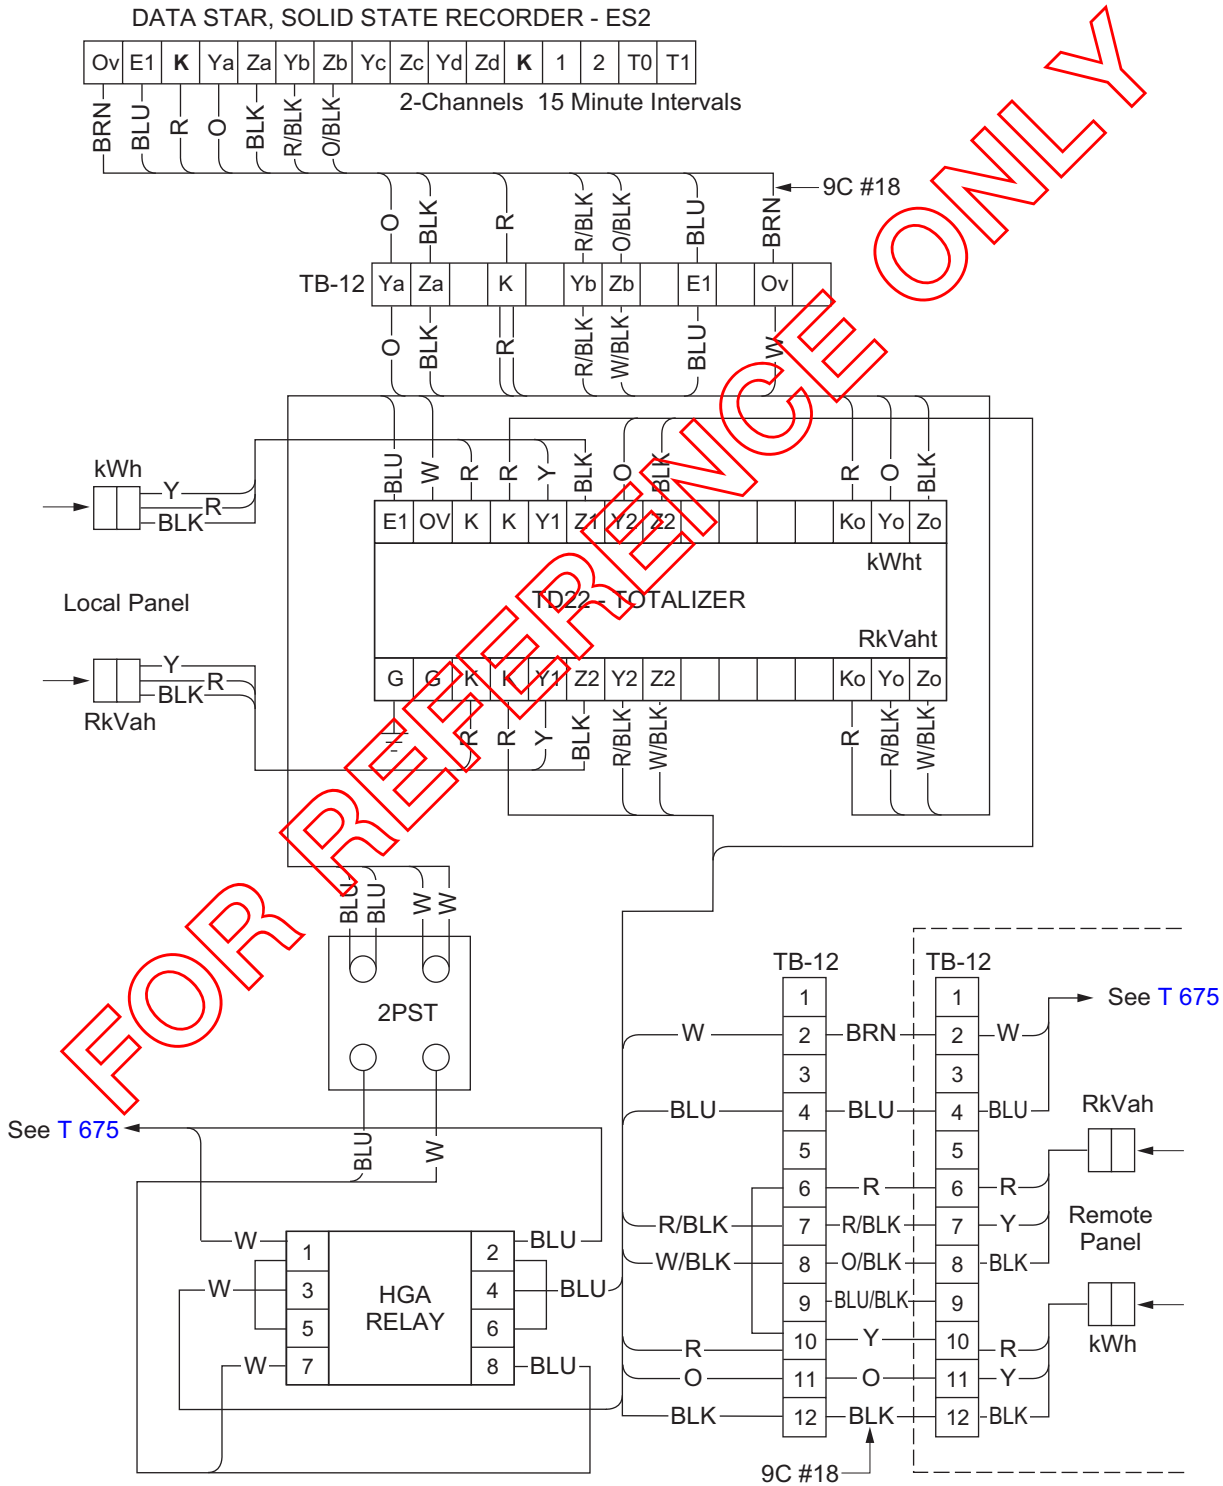 DATA STAR, SOLID STATE RECORDER - ES2
Ov E1 K Ya Za Yb Zb Yc Zc Yd Zd K 1 2 T0 T1
2-Channels 15 Minute Intervals
BRN BLU R O BLK R/BLK O/BLK
9C #18
O BLK R R/BLK O/BLK BLU BRN
TB-12 Ya Za K Yb Zb E1 Ov
O BLK R R/BLK W/BLK BLU W
kWh
Y
R
BLK
BLU W R R Y BLK O BLK R O BLK
E1 OV K K Y1 Z1 Y2 Z2 Ko Yo Zo
kWht
TD22 - TOTALIZER
RkVaht
G G K K Y1 Z2 Y2 Z2 Ko Yo Zo
Local Panel
Y
R
BLK
RkVah
R R Y BLK R/BLK W/BLK R R/BLK W/BLK
BLU BLU W W
2PST
BLU W
See T 675
W 1 2 BLU
W 3 4 BLU
5 6
W 7 8 BLU
HGA
RELAY
TB-12 TB-12
1 1
See T 675
W 2 BRN 2 W
3 3
BLU 4 BLU 4 BLU
RkVah
5 5
6 R 6 R
R/BLK 7 R/BLK 7 Y
Remote
Panel
W/BLK 8 O/BLK 8 BLK
9 BLU/BLK 9
R 10 Y 10 R
kWh
O 11 O 11 Y
BLK 12 BLK 12 BLK
9C #18
FOR REFERENCE ONLY